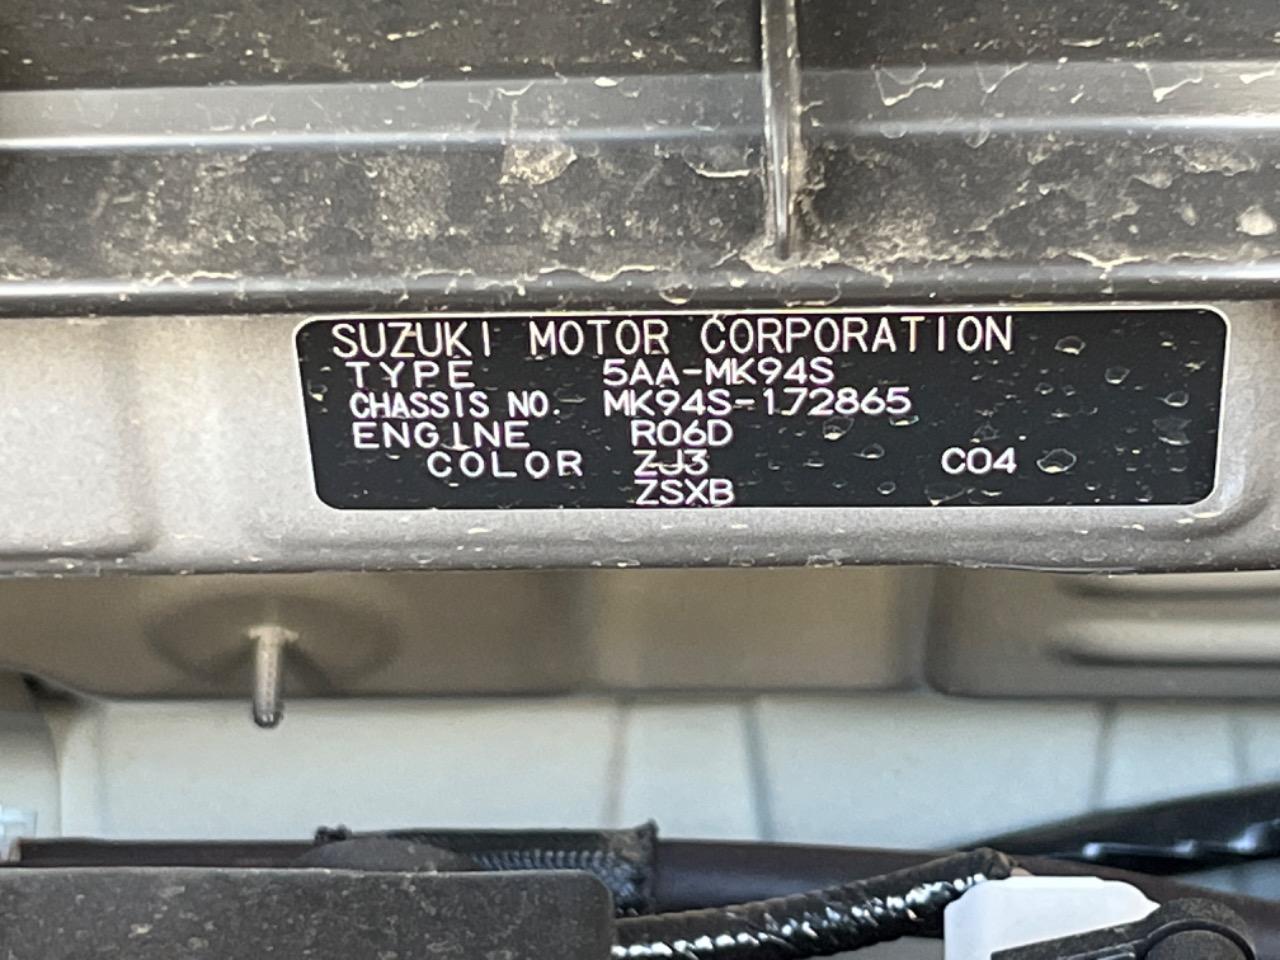 SUZUKI MOTOR CORPORATION
TYPE 5AA-MK94S
CHASSIS NO. MK94S-172865
ENGINE R06D
COLOR ZJ3 C04
ZSXB